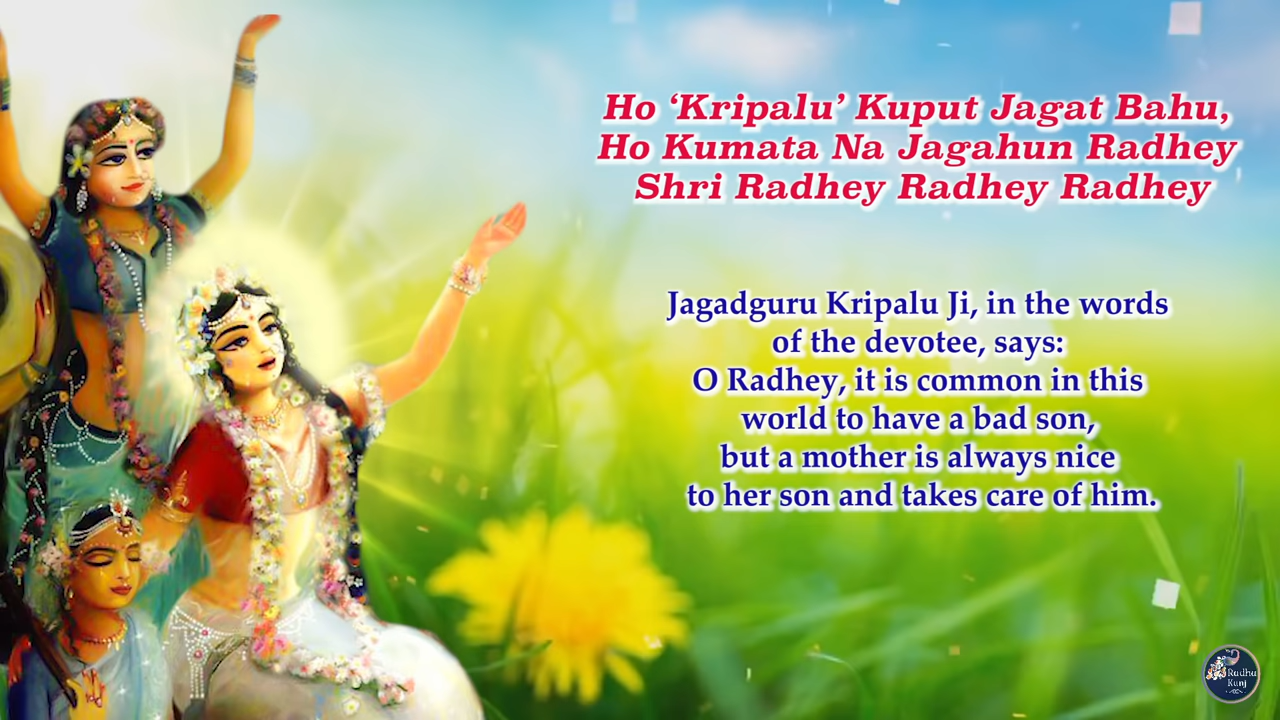 Ho ‘Kripalu’ Kuput Jagat Bahu,
Ho Kumata Na Jagahun Radhey
Shri Radhey Radhey Radhey
Jagadguru Kripalu Ji, in the words
of the devotee, says:
O Radhey, it is common in this
world to have a bad son,
but a mother is always nice
to her son and takes care of him.
Radha
Kunj